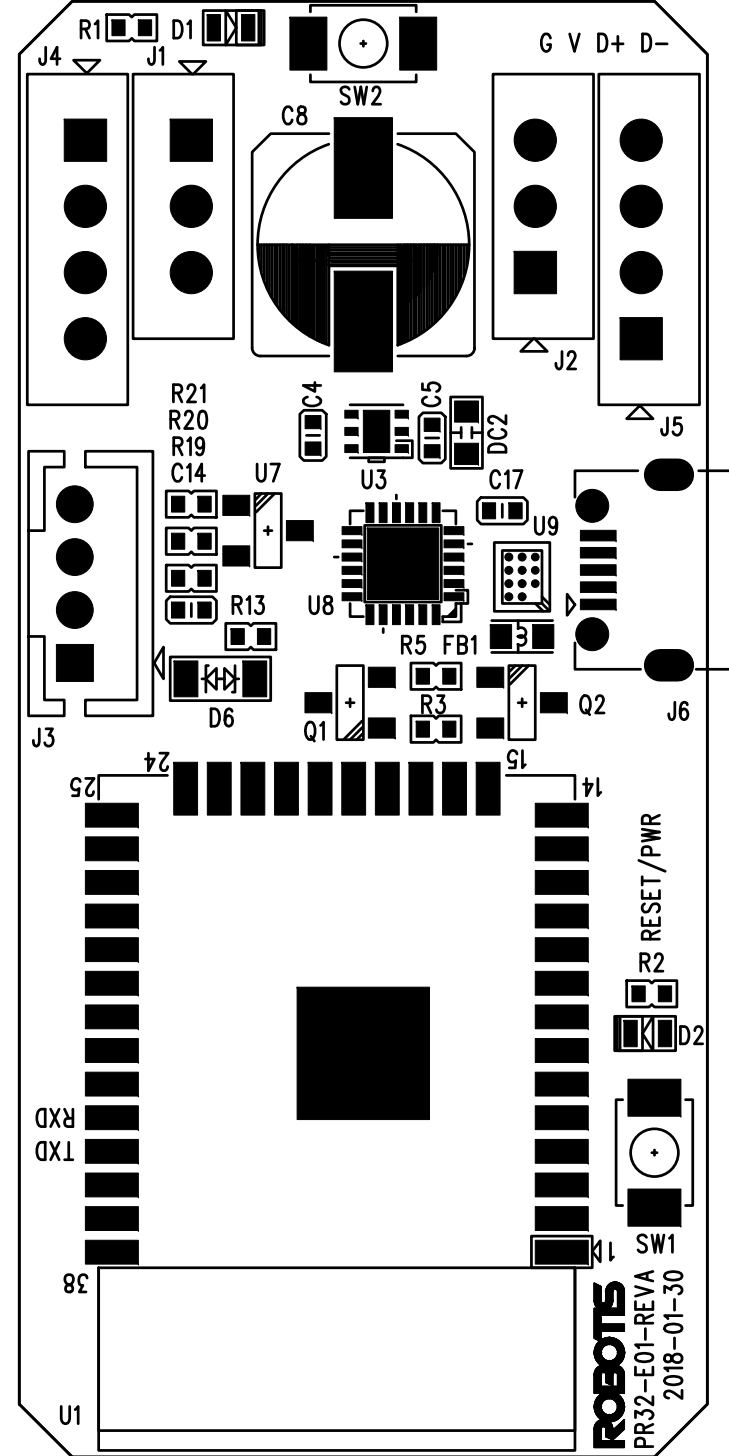 R1
D1
G V D+ D-
J4
J1
SW2
C8
J2
R21
C4
C5
R20
DC2
J5
R19
C14
U7
U3
C17
U9
R13
U8
R5
FB1
D6
Q1
R3
Q2
J6
J3
24
15
25
14
RESET/PWR
R2
D2
RXD
TXD
SW1
1
38
ROBOTIS
PR32-E01-REVA
2018-01-30
U1